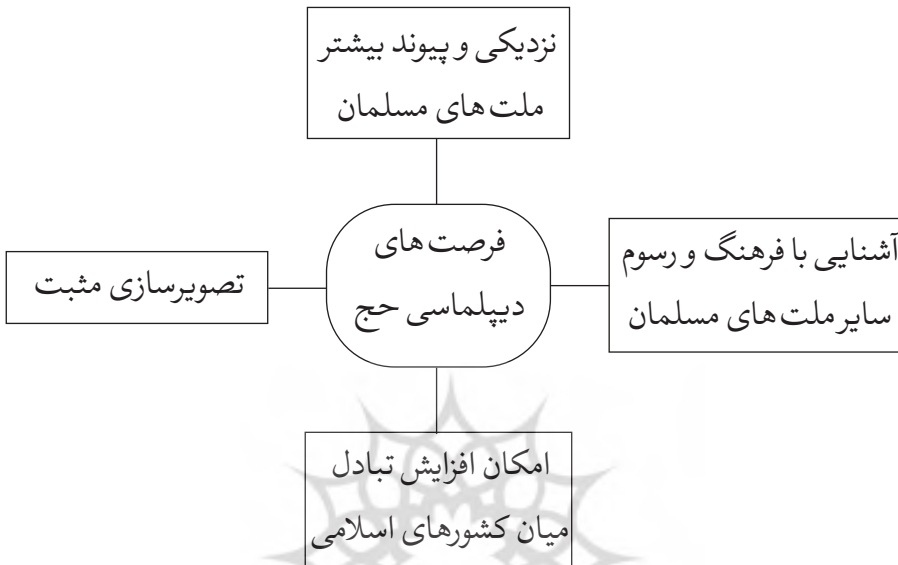 نزدیکی و پیوند بیشتر
ملت‌های مسلمان
آشنایی با فرهنگ و رسوم
سایر ملت‌های مسلمان
فرصت‌های
دیپلماسی حج
تصویرسازی مثبت
امکان افزایش تبادل
میان کشورهای اسلامی